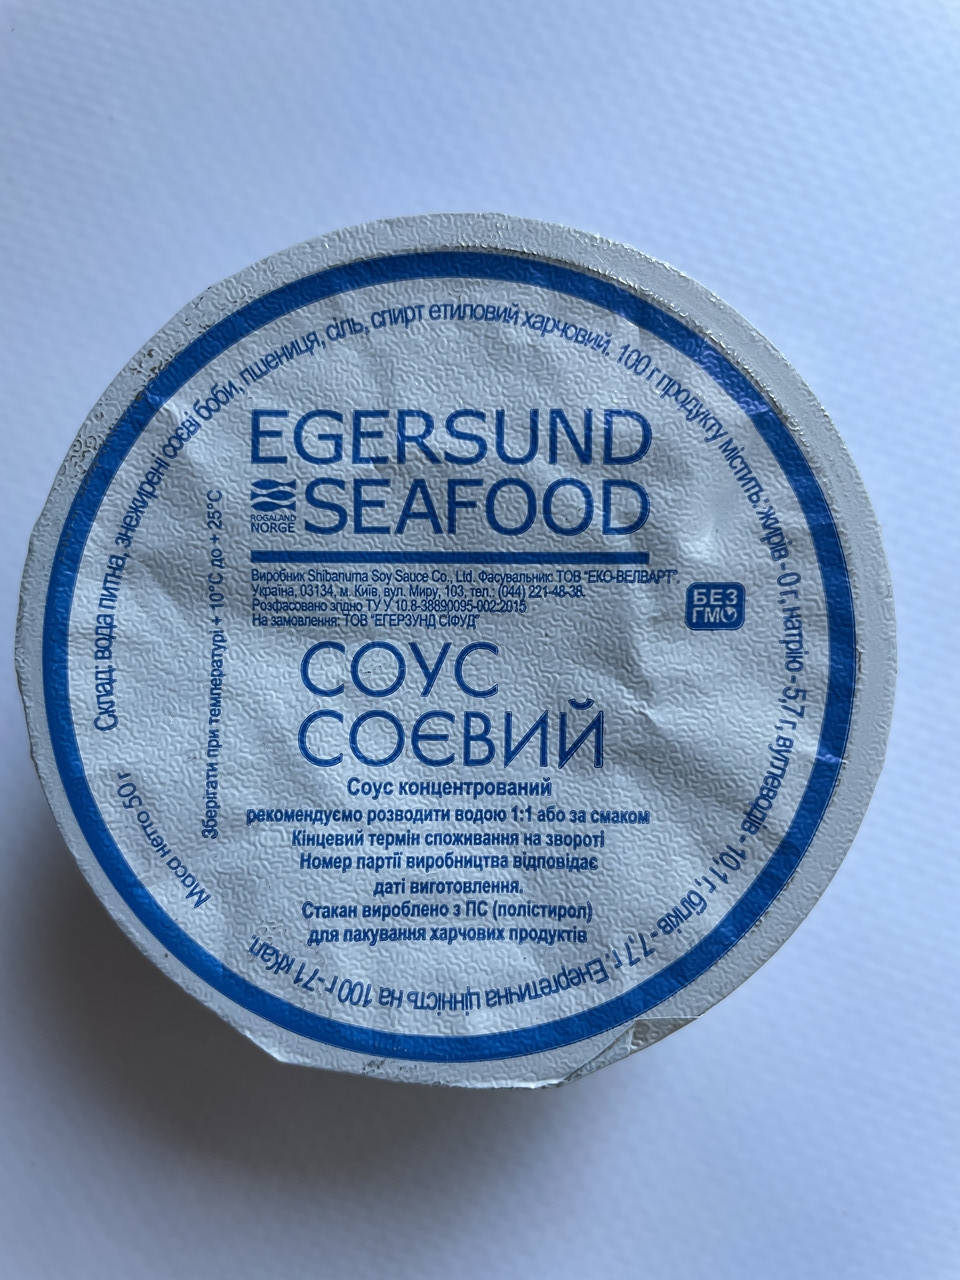 Склад: вода питна, знежирені соєві боби, пшениця, сіль, спирт етиловий харчовий. 100 г продукту містить: жирів - 0 г, натрію - 5,7 г, вуглеводів - 10,1 г, білків - 7,7 г. Енергетична цінність на 100 г -71 кКал.
Маса нетто 50 г
Зберігати при температурі + 10°С до + 25°С
EGERSUND
SEAFOOD
ROGALAND
NORGE
Виробник Shibanuma Soy Sauce Co., Ltd. Фасувальник: ТОВ "ЕКО-ВЕЛВАРТ".
Україна, 03134, м. Київ, вул. Миру, 103, тел.: (044) 221-48-38.
Розфасовано згідно ТУ У 10.8-38890095-002:2015
На замовлення: ТОВ "ЕГЕРЗУНД СІФУД"
БЕЗ
ГМО
СОУС
СОЄВИЙ
Соус концентрований
рекомендуємо розводити водою 1:1 або за смаком
Кінцевий термін споживання на звороті
Номер партії виробництва відповідає
даті виготовлення.
Стакан вироблено з ПС (полістирол)
для пакування харчових продуктів